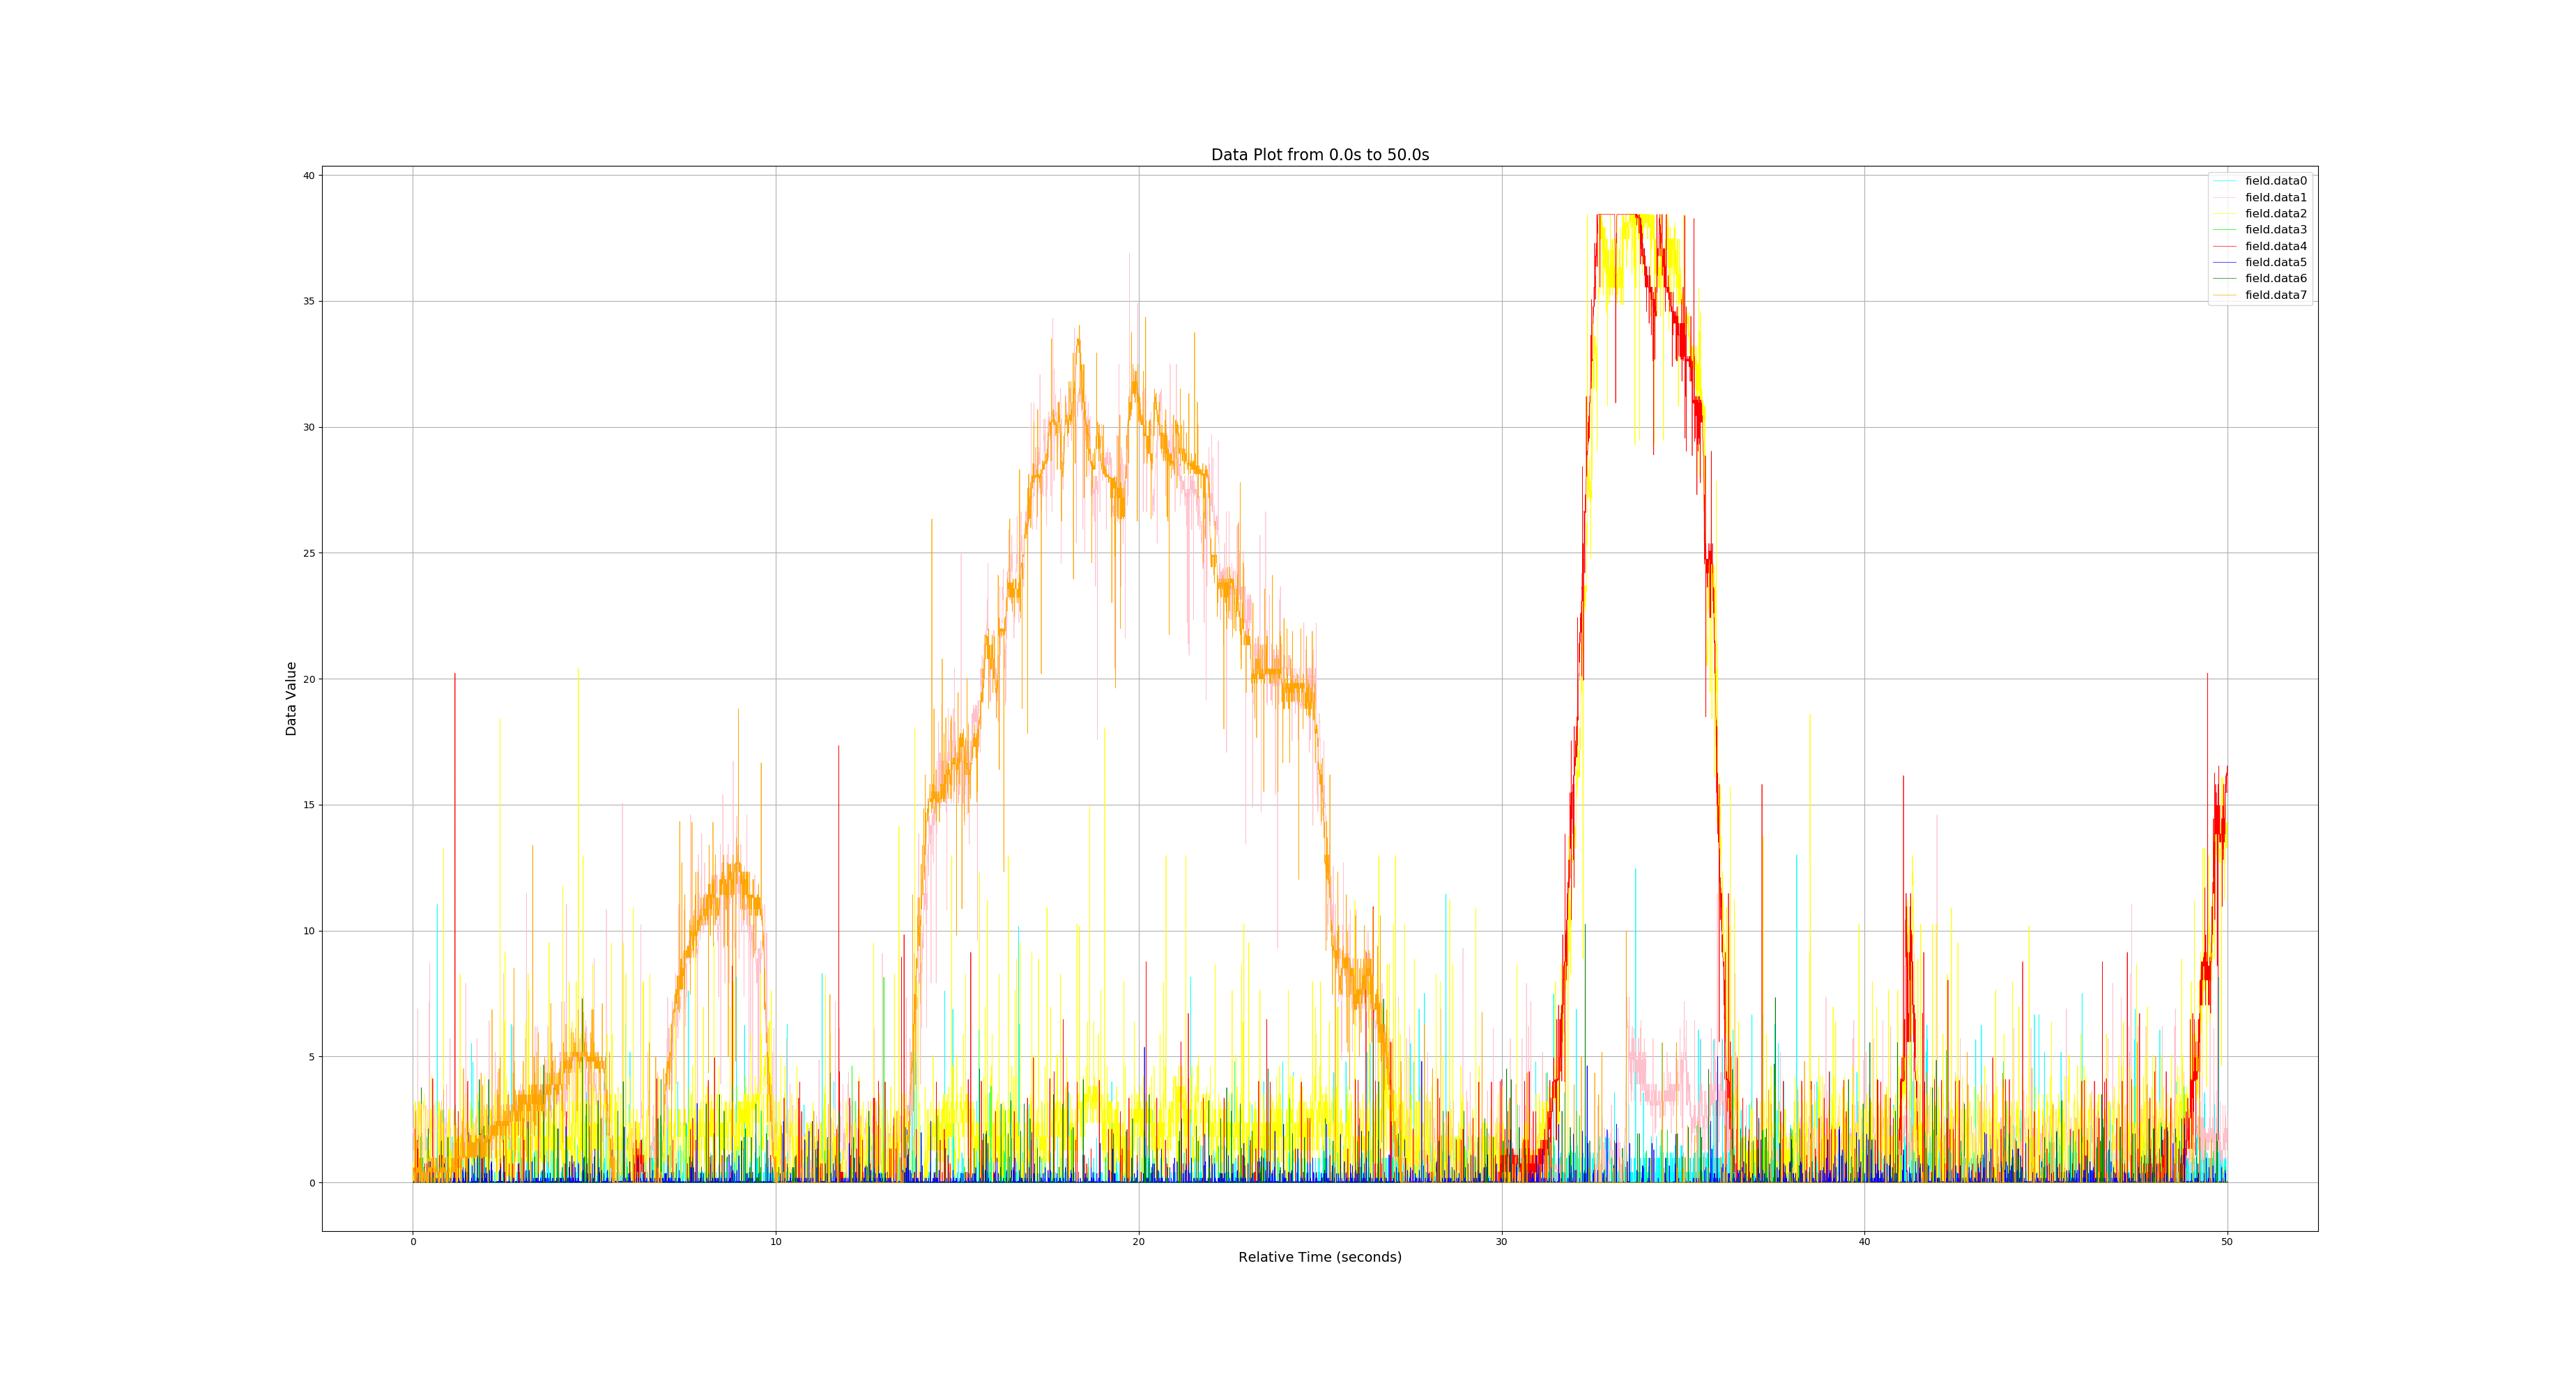 Data Plot from 0.0s to 50.0s
40
35
30
25
20
15
10
5
0
Data Value
0
10
20
30
40
50
Relative Time (seconds)
field.data0
field.data1
field.data2
field.data3
field.data4
field.data5
field.data6
field.data7